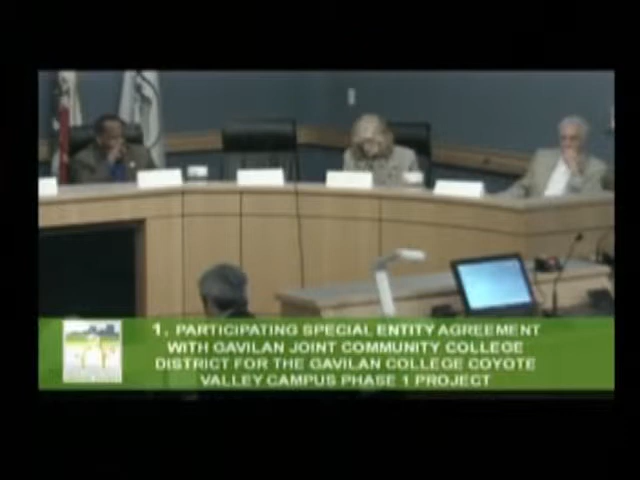 1. PARTICIPATING SPECIAL ENTITY AGREEMENT
WITH GAVILAN JOINT COMMUNITY COLLEGE
DISTRICT FOR THE GAVILAN COLLEGE COYOTE
VALLEY CAMPUS PHASE 1 PROJECT